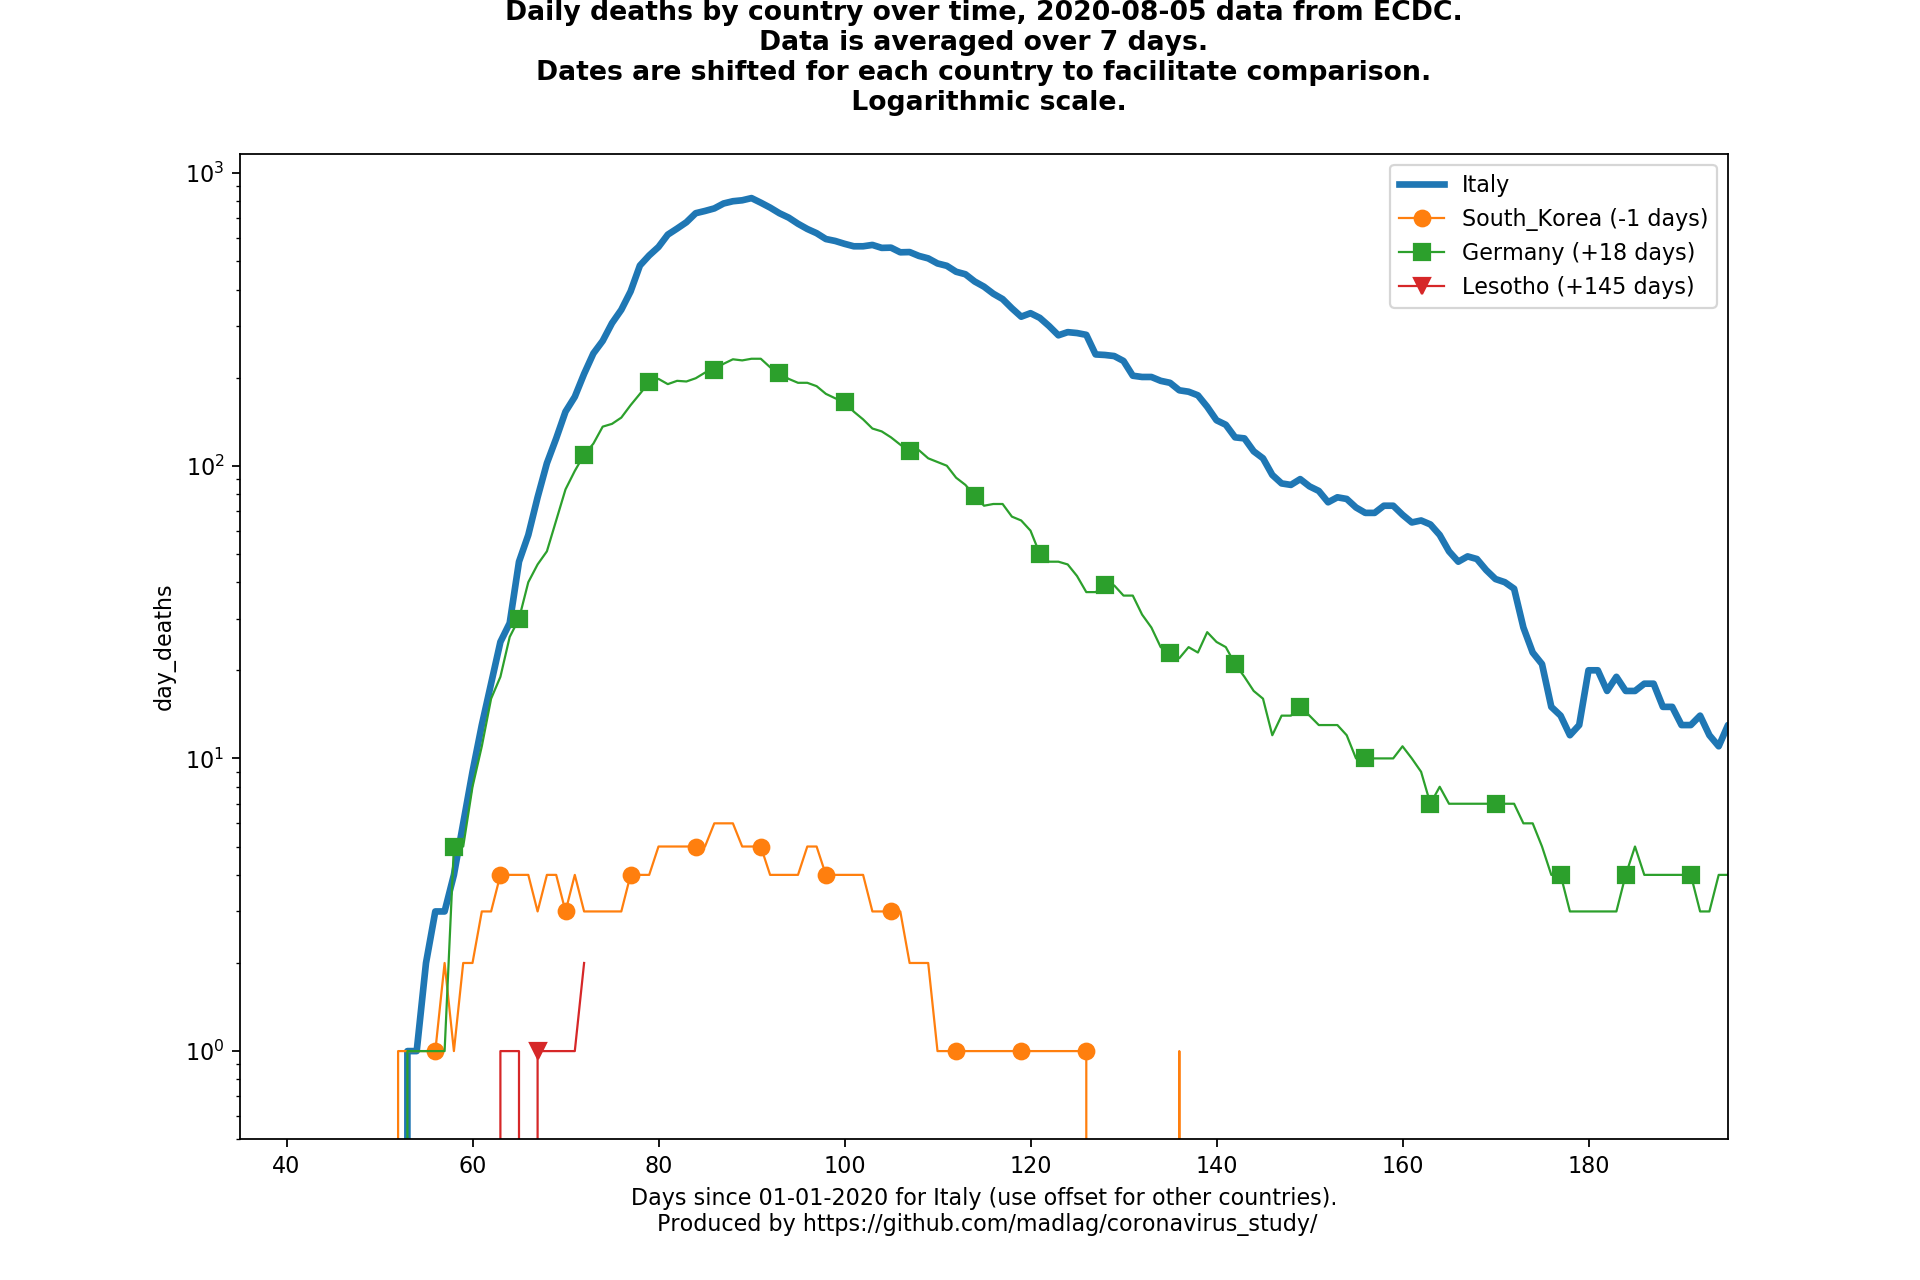 Daily deaths by country over time, 2020-08-05 data from ECDC.
Data is averaged over 7 days.
Dates are shifted for each country to facilitate comparison.
Logarithmic scale.
10³
10²
10¹
10⁰
day_deaths
Italy
South_Korea (-1 days)
Germany (+18 days)
Lesotho (+145 days)
40 60 80 100 120 140 160 180
Days since 01-01-2020 for Italy (use offset for other countries).
Produced by https://github.com/madlag/coronavirus_study/